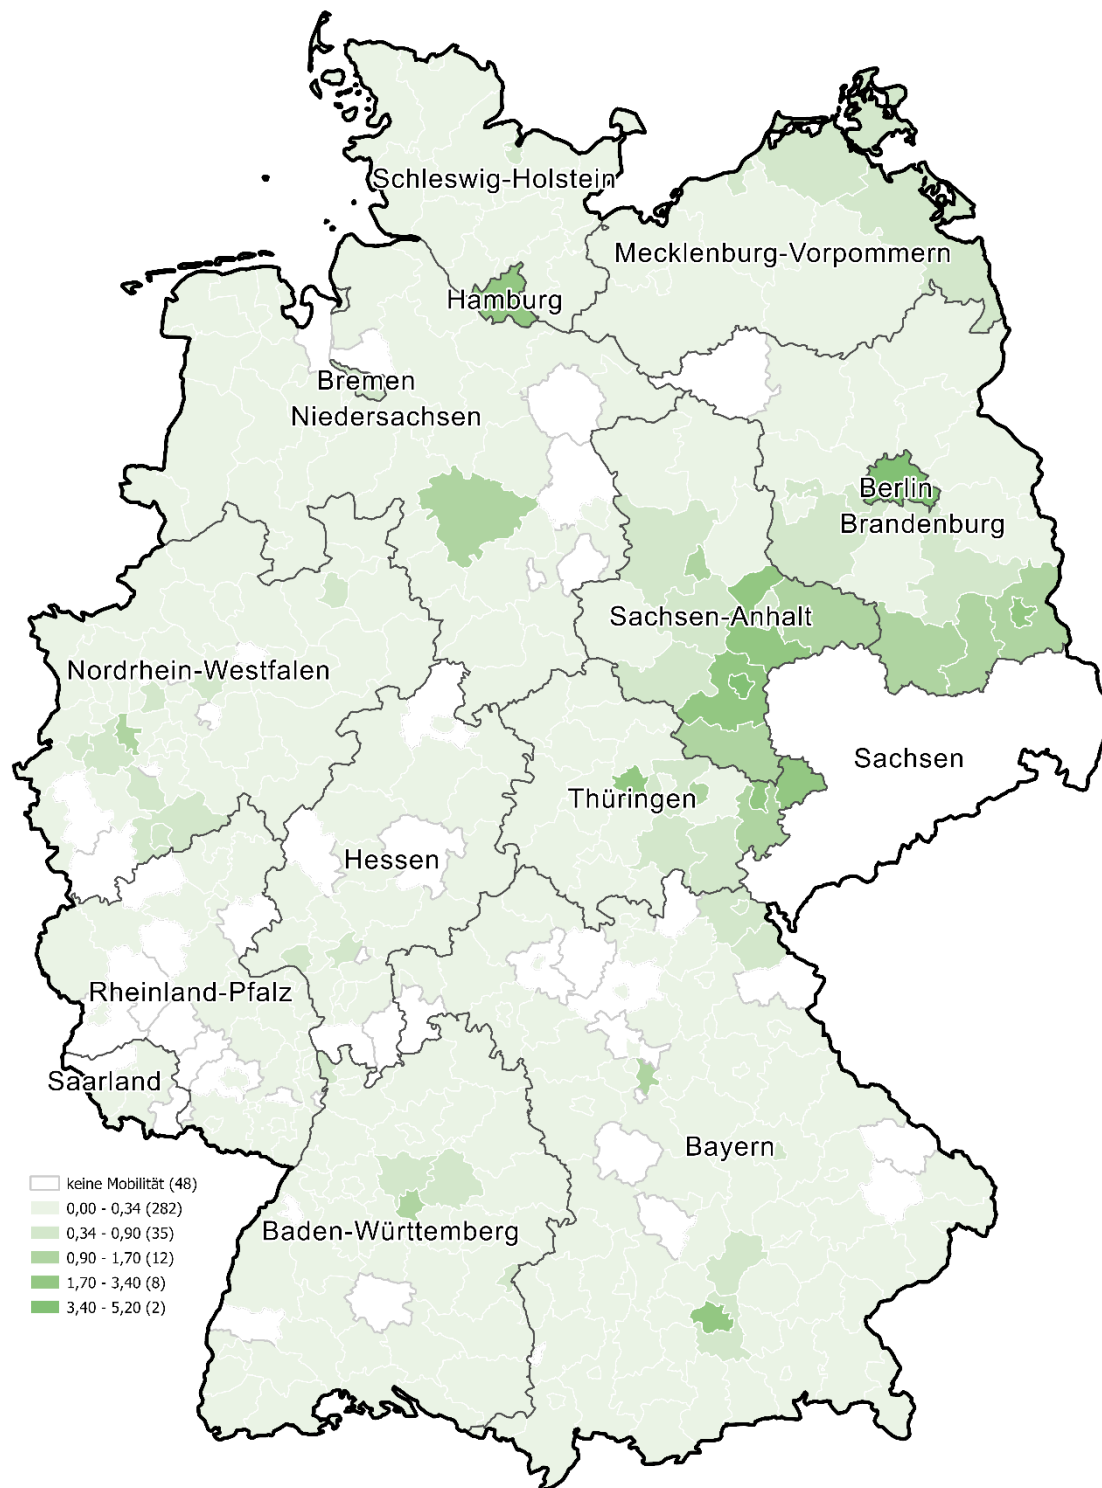 Schleswig-Holstein
Mecklenburg-Vorpommern
Hamburg
Bremen
Niedersachsen
Berlin
Brandenburg
Sachsen-Anhalt
Nordrhein-Westfalen
Sachsen
Thüringen
Hessen
Rheinland-Pfalz
Saarland
Bayern
Baden-Württemberg
keine Mobilität (48)
0,00 - 0,34 (282)
0,34 - 0,90 (35)
0,90 - 1,70 (12)
1,70 - 3,40 (8)
3,40 - 5,20 (2)